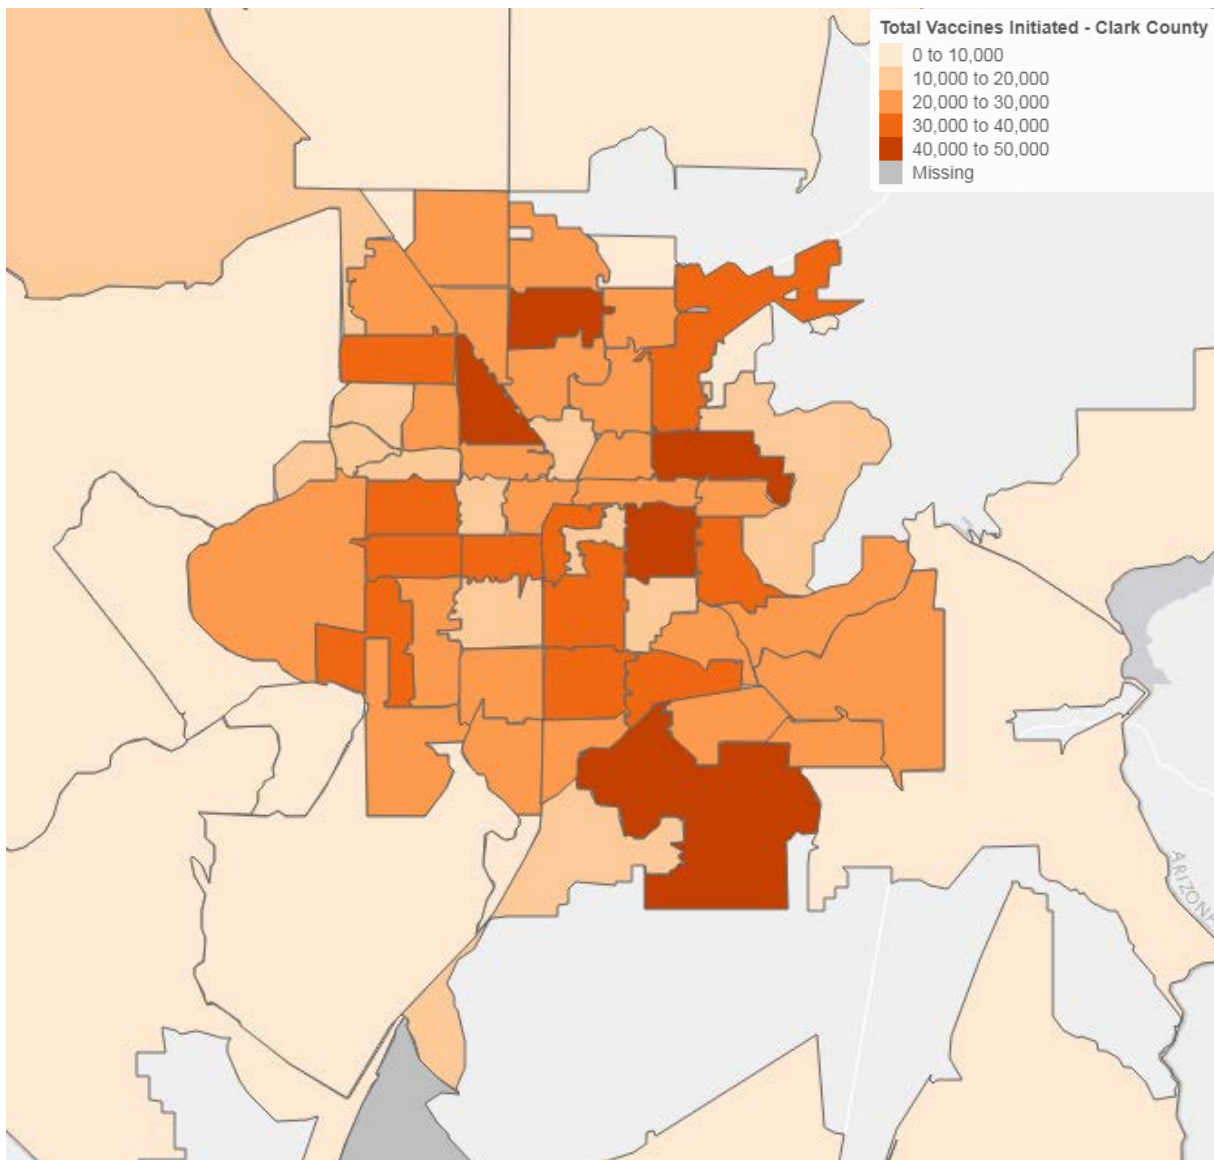 Total Vaccines Initiated - Clark County
0 to 10,000
10,000 to 20,000
20,000 to 30,000
30,000 to 40,000
40,000 to 50,000
Missing
ARIZONA